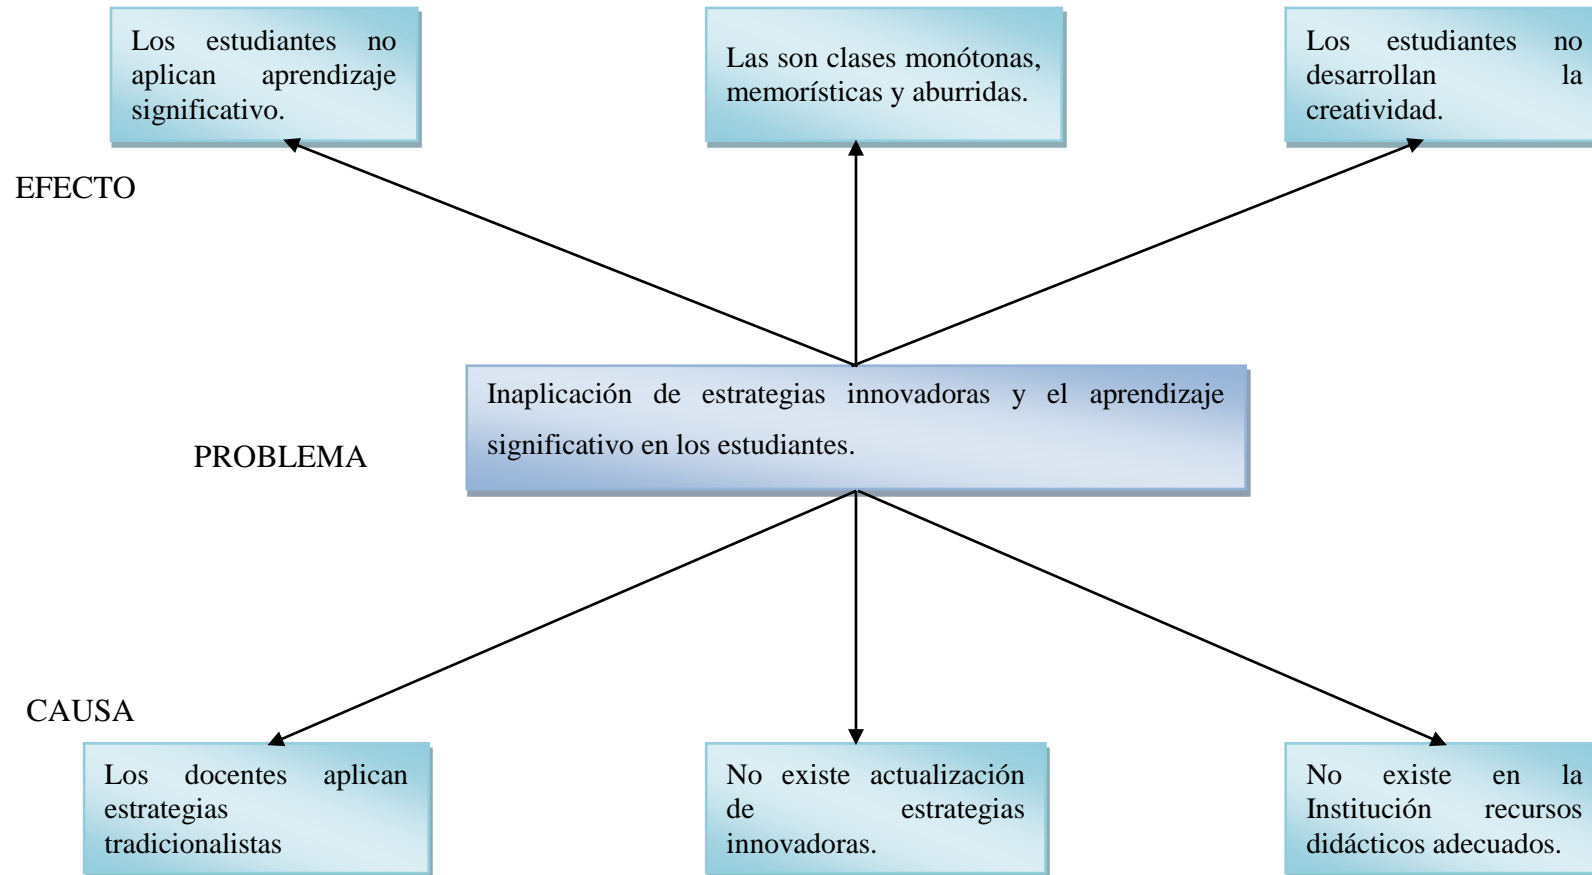 Los estudiantes no
aplican aprendizaje
significativo.
Las son clases monótonas,
memorísticas y aburridas.
Los estudiantes no
desarrollan la
creatividad.
EFECTO
Inaplicación de estrategias innovadoras y el aprendizaje
significativo en los estudiantes.
PROBLEMA
CAUSA
Los docentes aplican
estrategias
tradicionalistas
No existe actualización
de estrategias
innovadoras.
No existe en la
Institución recursos
didácticos adecuados.